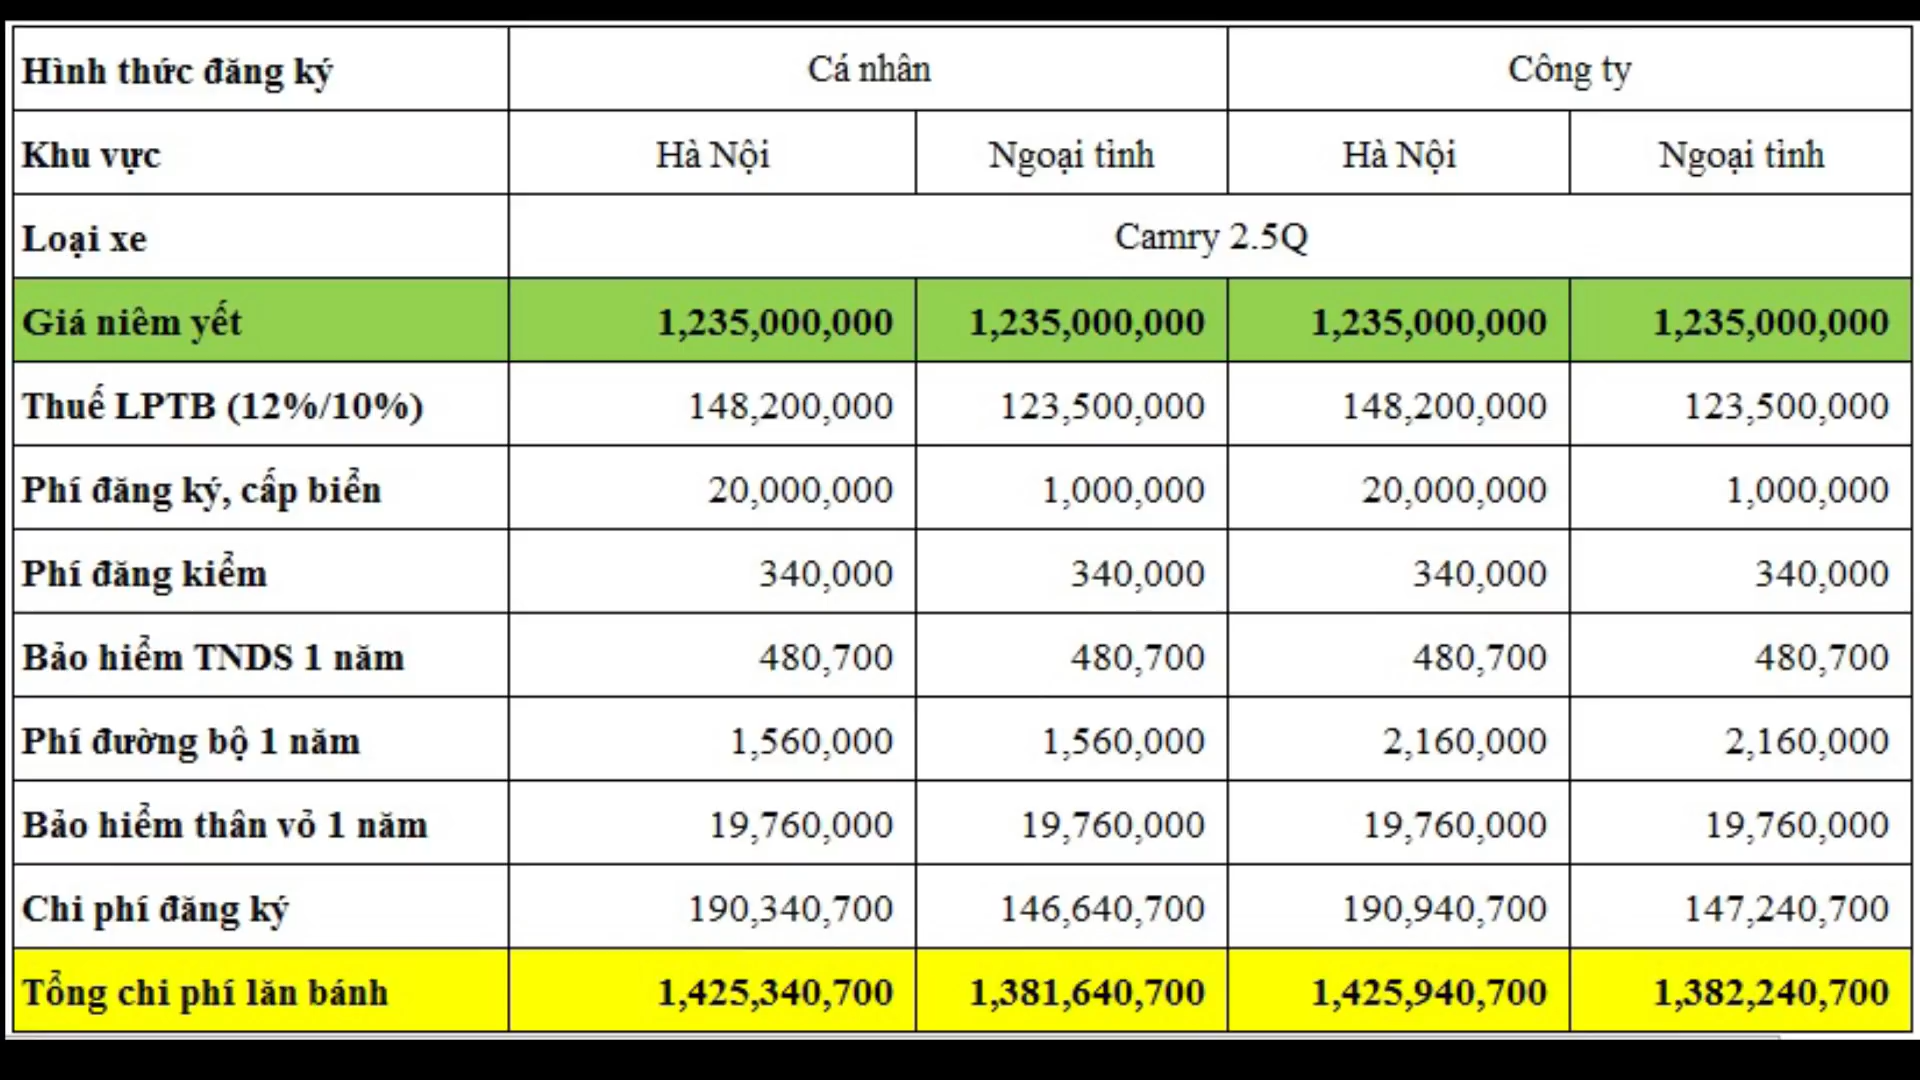 Hình thức đăng ký Cá nhân Công ty
Khu vực Hà Nội Ngoại tỉnh Hà Nội Ngoại tỉnh
Loại xe Camry 2.5Q
Giá niêm yết 1,235,000,000 1,235,000,000 1,235,000,000 1,235,000,000
Thuế LPTB (12%/10%) 148,200,000 123,500,000 148,200,000 123,500,000
Phí đăng ký, cấp biển 20,000,000 1,000,000 20,000,000 1,000,000
Phí đăng kiểm 340,000 340,000 340,000 340,000
Bảo hiểm TNDS 1 năm 480,700 480,700 480,700 480,700
Phí đường bộ 1 năm 1,560,000 1,560,000 2,160,000 2,160,000
Bảo hiểm thân vỏ 1 năm 19,760,000 19,760,000 19,760,000 19,760,000
Chi phí đăng ký 190,340,700 146,640,700 190,940,700 147,240,700
Tổng chi phí lăn bánh 1,425,340,700 1,381,640,700 1,425,940,700 1,382,240,700